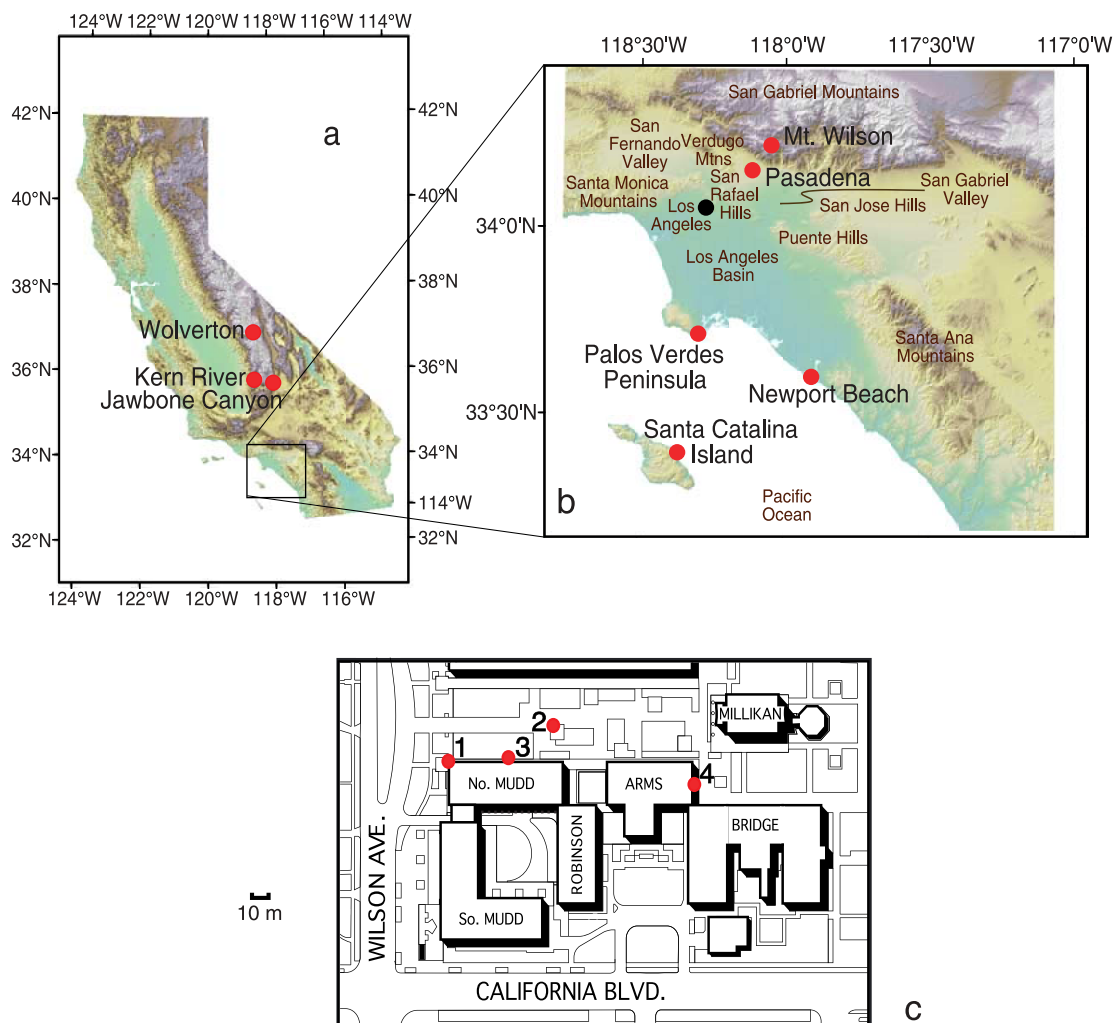 124°W 122°W 120°W 118°W 116°W 114°W
42°N
40°N
38°N
36°N
34°N
32°N
42°N
40°N
38°N
36°N
34°N
114°W
32°N
124°W 122°W 120°W 118°W 116°W
a
Wolverton
Kern River
Jawbone Canyon
118°30'W 118°0'W 117°30'W 117°0'W
34°0'N
33°30'N
San Gabriel Mountains
San
Fernando
Valley
Verdugo
Mtns
Mt. Wilson
Pasadena
Santa Monica
Mountains
San
Rafael
Hills
San Gabriel
Valley
San Jose Hills
Los
Angeles
Puente Hills
Los Angeles
Basin
Santa Ana
Mountains
Palos Verdes
Peninsula
Newport Beach
Santa Catalina
Island
Pacific
Ocean
b
1
2
3
4
MILLIKAN
No. MUDD
ARMS
ROBINSON
BRIDGE
So. MUDD
WILSON AVE.
10 m
CALIFORNIA BLVD.
c